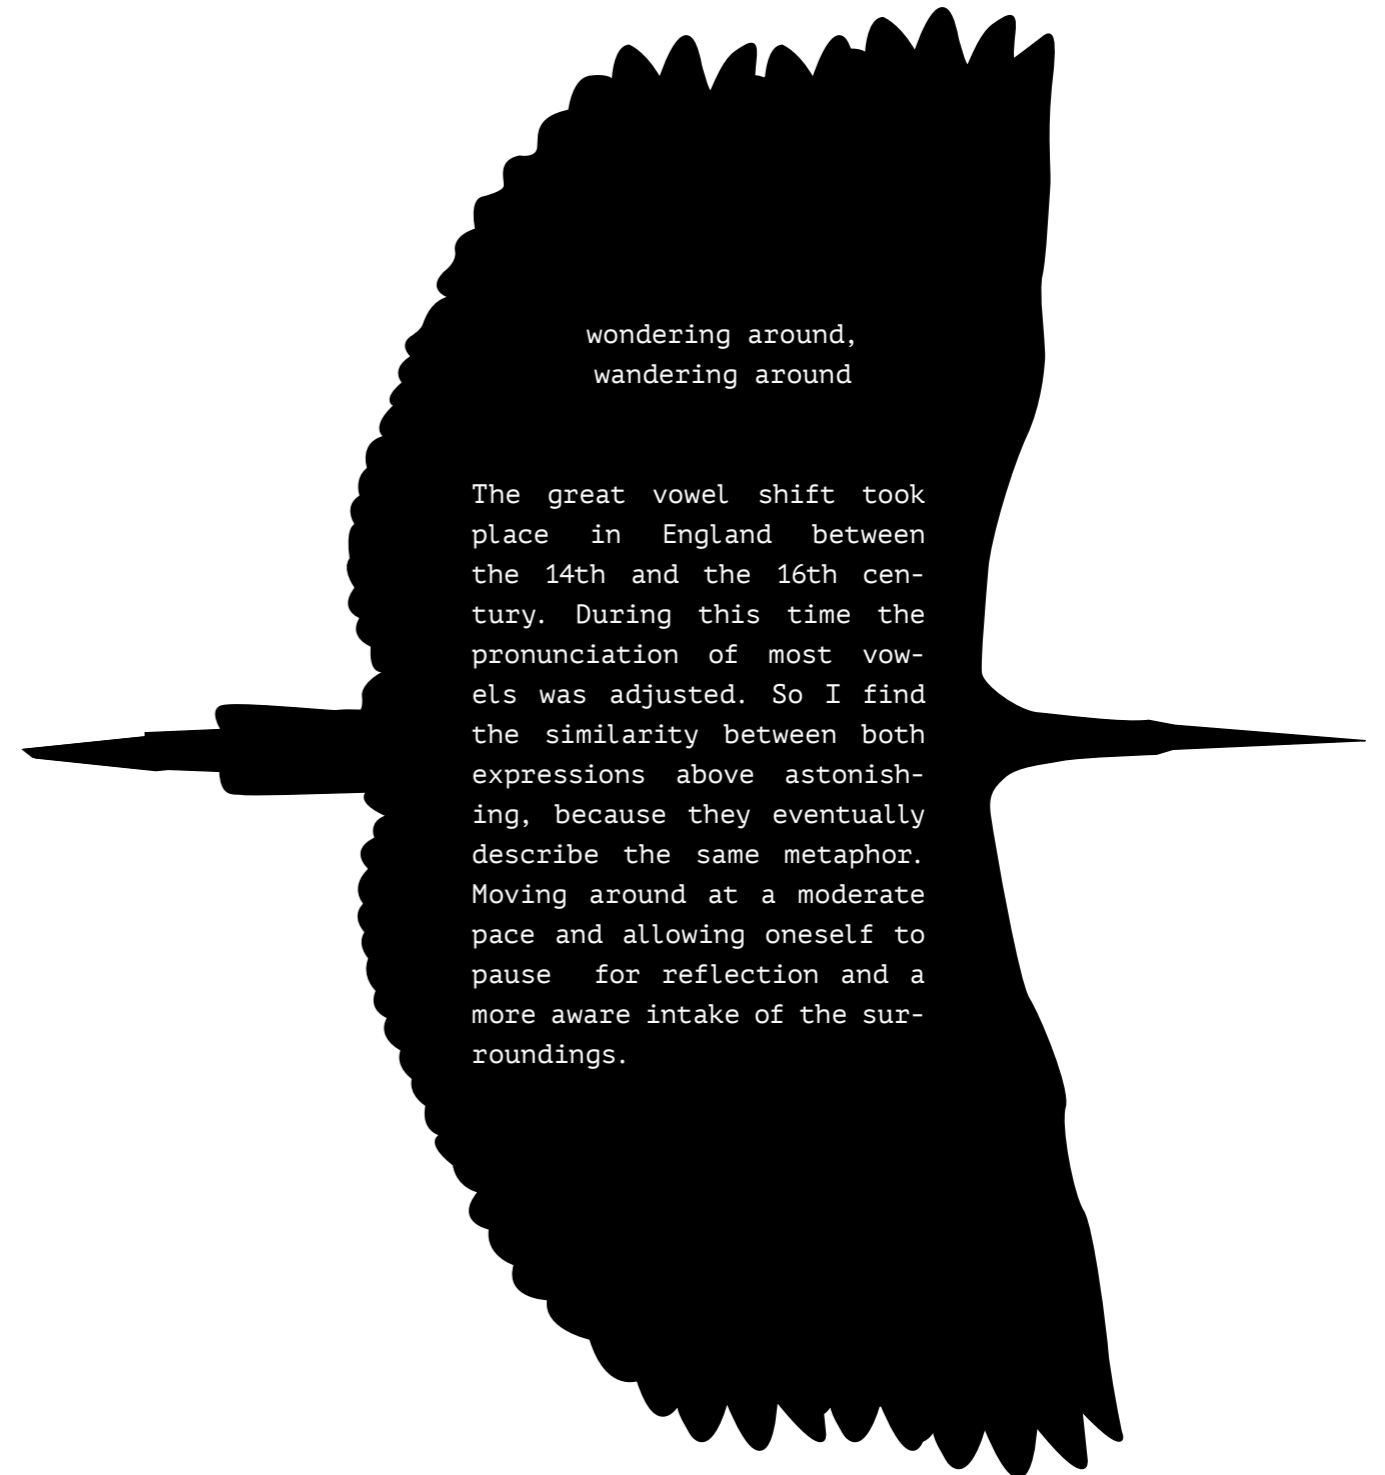 wondering around,
wandering around
The great vowel shift took
place in England between
the 14th and the 16th cen-
tury. During this time the
pronunciation of most vow-
els was adjusted. So I find
the similarity between both
expressions above astonish-
ing, because they eventually
describe the same metaphor.
Moving around at a moderate
pace and allowing oneself to
pause for reflection and a
more aware intake of the sur-
roundings.